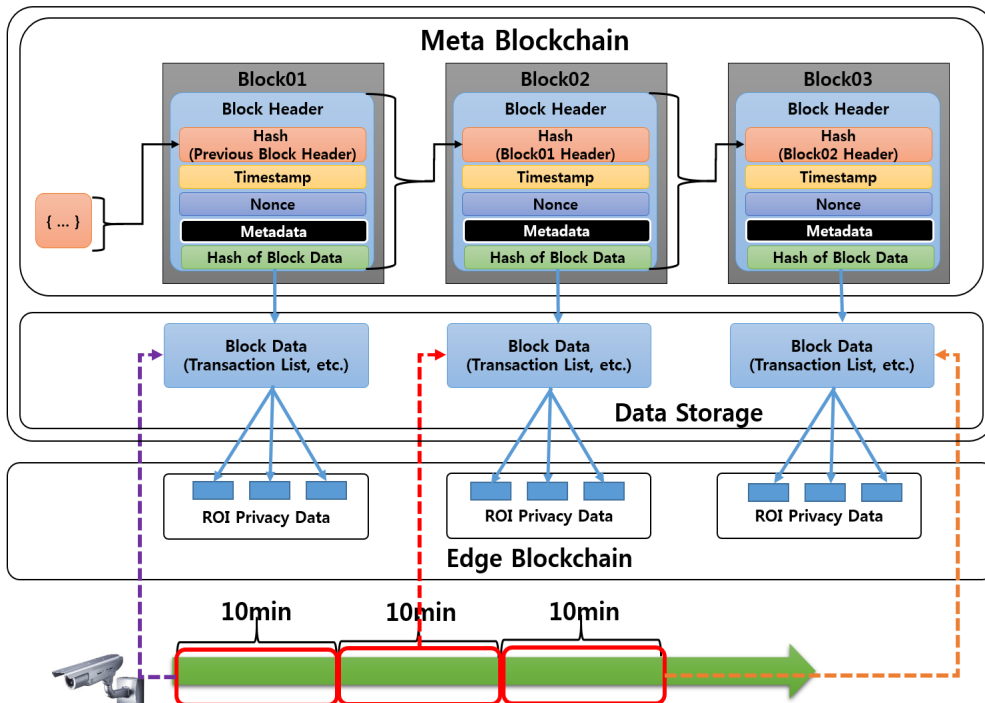 Meta Blockchain
Block01
Block Header
Hash
(Previous Block Header)
Timestamp
Nonce
Metadata
Hash of Block Data
Block02
Block Header
Hash
(Block01 Header)
Timestamp
Nonce
Metadata
Hash of Block Data
Block03
Block Header
Hash
(Block02 Header)
Timestamp
Nonce
Metadata
Hash of Block Data
{ ... }
Block Data
(Transaction List, etc.)
Block Data
(Transaction List, etc.)
Block Data
(Transaction List, etc.)
Data Storage
ROI Privacy Data
ROI Privacy Data
ROI Privacy Data
Edge Blockchain
10min
10min
10min